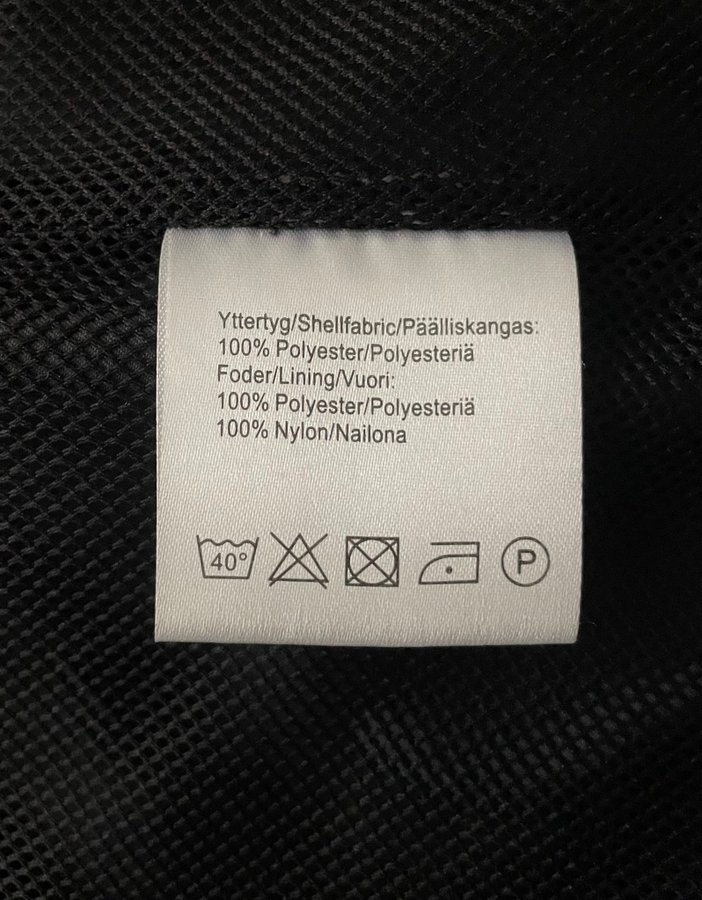 Yttertyg/Shellfabric/Päälliskangas:
100% Polyester/Polyesteriä
Foder/Lining/Vuori:
100% Polyester/Polyesteriä
100% Nylon/Nailona
40° P